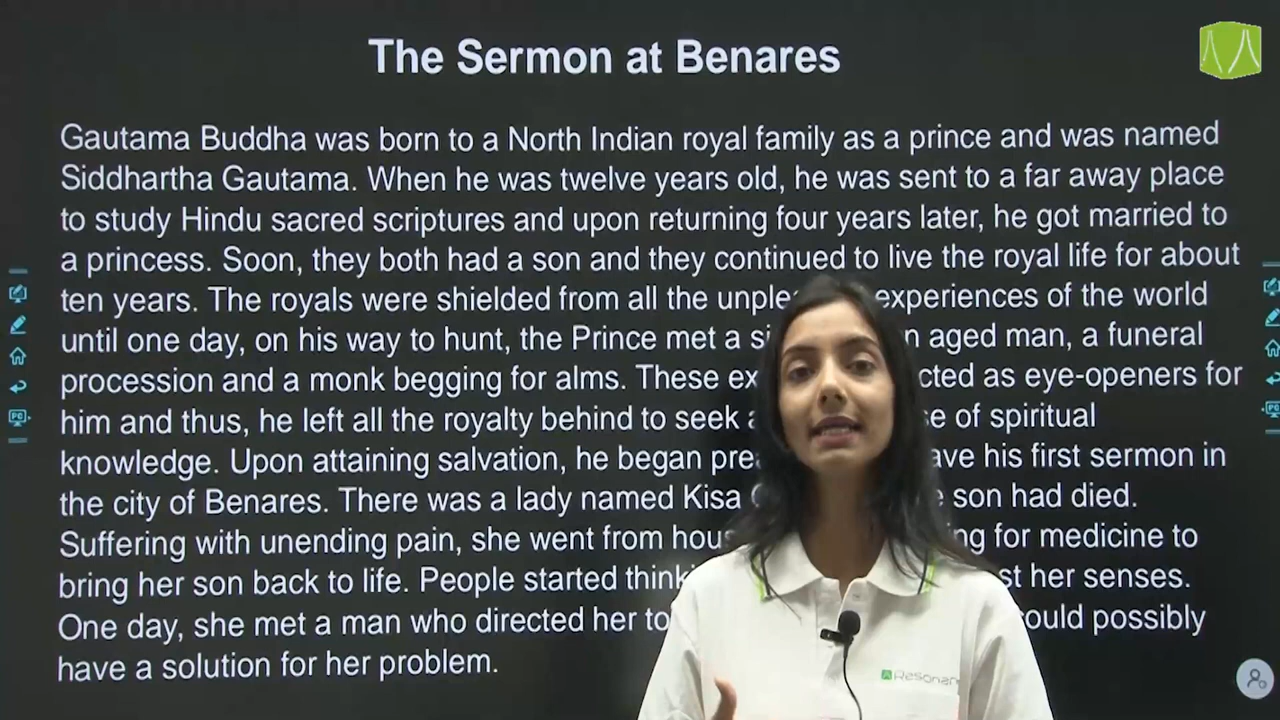 The Sermon at Benares
Gautama Buddha was born to a North Indian royal family as a prince and was named
Siddhartha Gautama. When he was twelve years old, he was sent to a far away place
to study Hindu sacred scriptures and upon returning four years later, he got married to
a princess. Soon, they both had a son and they continued to live the royal life for about
ten years. The royals were shielded from all the experiences of the world
until one day, on his way to hunt, the Prince met a aged man, a funeral
procession and a monk begging for alms. These as eye-openers for
him and thus, he left all the royalty behind to seek of spiritual
knowledge. Upon attaining salvation, he began his first sermon in
the city of Benares. There was a lady named Kisa son had died.
Suffering with unending pain, she went from for medicine to
bring her son back to life. People started her senses.
One day, she met a man who directed her to possibly
have a solution for her problem.
PC
PC